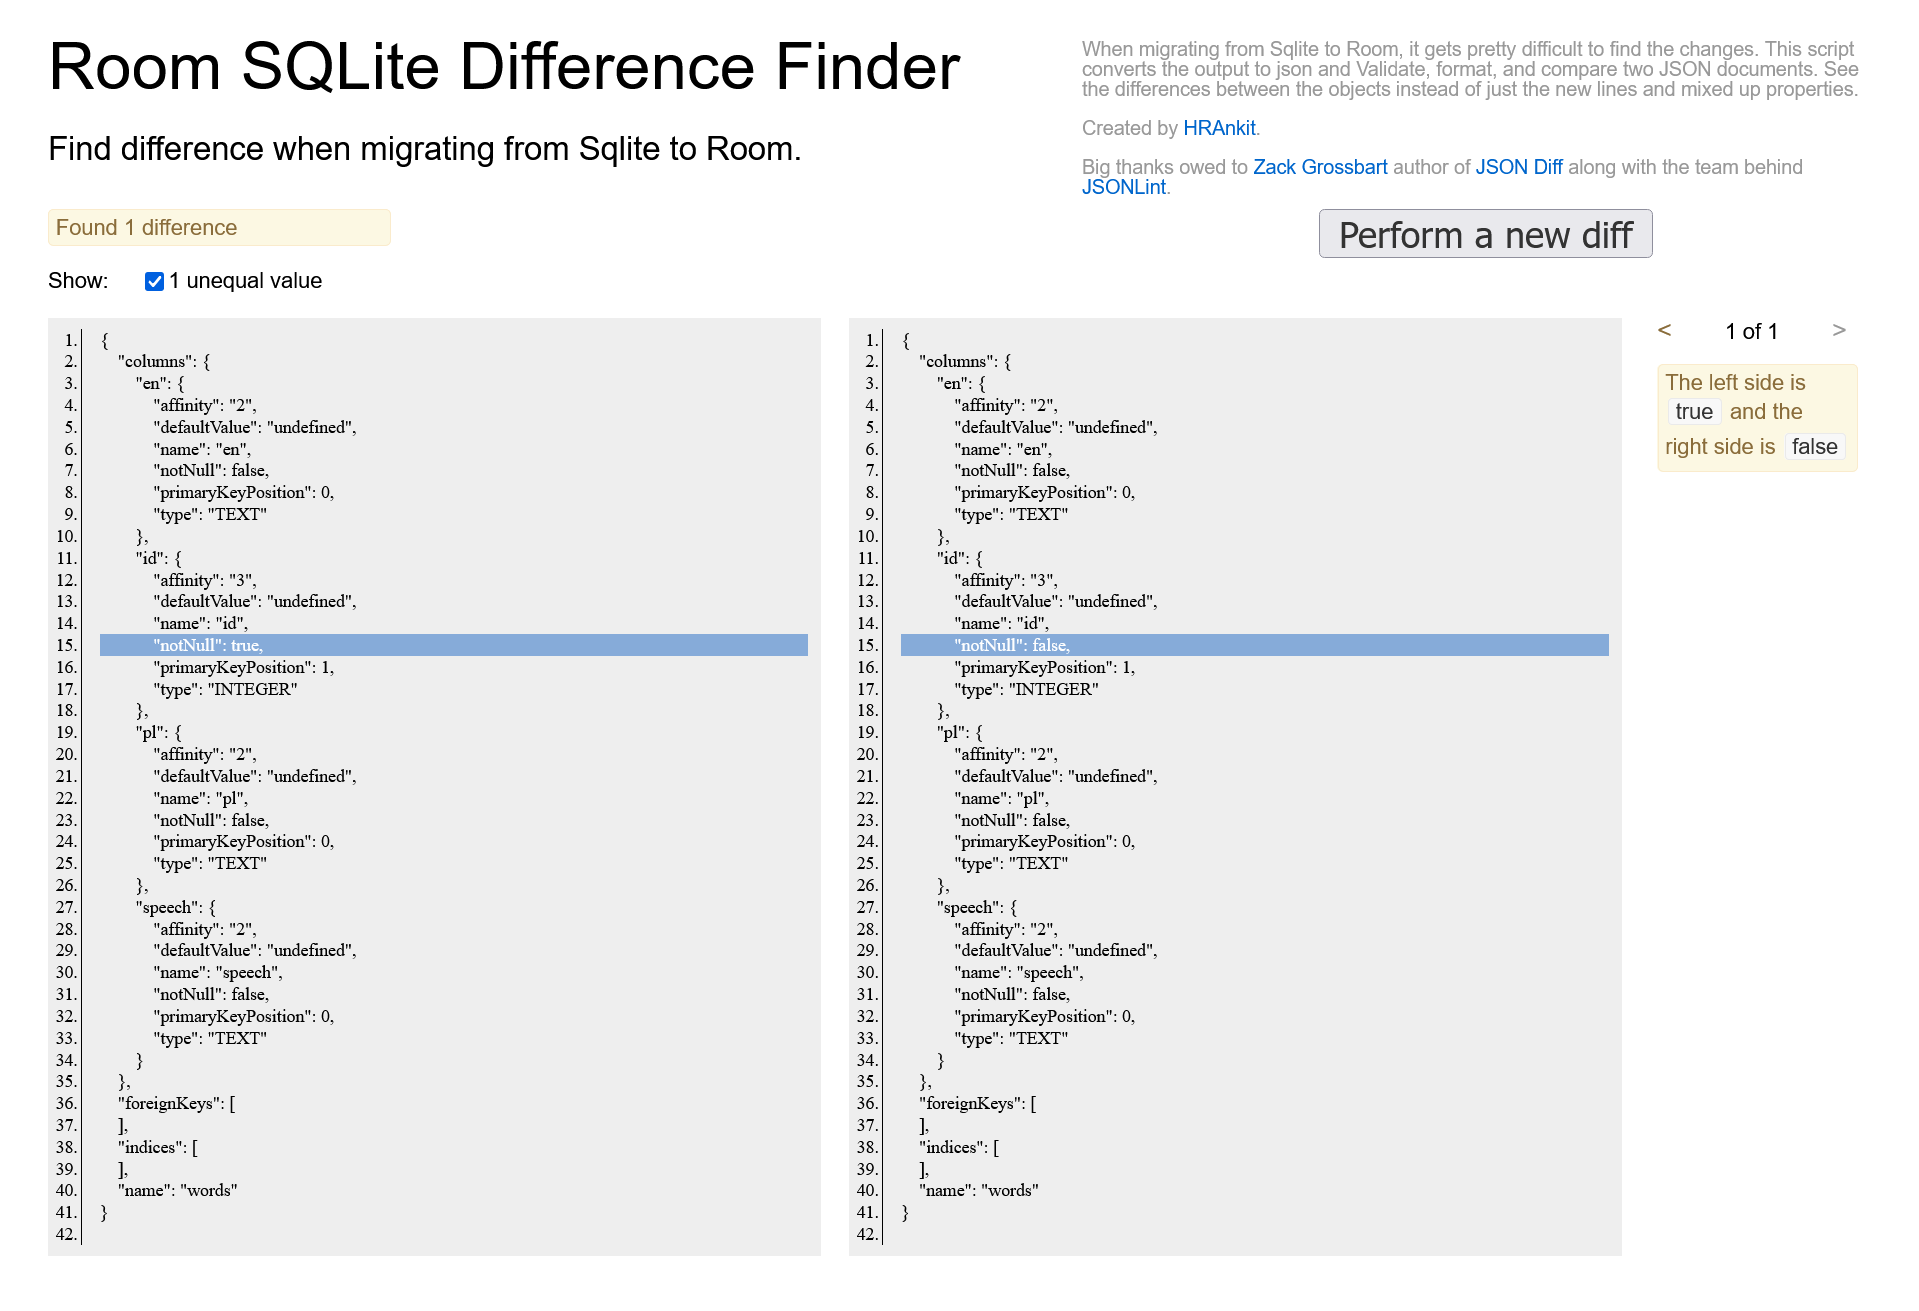 Room SQLite Difference Finder
Find difference when migrating from Sqlite to Room.
When migrating from Sqlite to Room, it gets pretty difficult to find the changes. This script
converts the output to json and Validate, format, and compare two JSON documents. See
the differences between the objects instead of just the new lines and mixed up properties.
Created by HRAnkit.
Big thanks owed to Zack Grossbart author of JSON Diff along with the team behind
JSONLint.
Found 1 difference
Perform a new diff
Show: 1 unequal value
1. {
2. "columns": {
3. "en": {
4. "affinity": "2",
5. "defaultValue": "undefined",
6. "name": "en",
7. "notNull": false,
8. "primaryKeyPosition": 0,
9. "type": "TEXT"
10. },
11. "id": {
12. "affinity": "3",
13. "defaultValue": "undefined",
14. "name": "id",
15. "notNull": true,
16. "primaryKeyPosition": 1,
17. "type": "INTEGER"
18. },
19. "pl": {
20. "affinity": "2",
21. "defaultValue": "undefined",
22. "name": "pl",
23. "notNull": false,
24. "primaryKeyPosition": 0,
25. "type": "TEXT"
26. },
27. "speech": {
28. "affinity": "2",
29. "defaultValue": "undefined",
30. "name": "speech",
31. "notNull": false,
32. "primaryKeyPosition": 0,
33. "type": "TEXT"
34. }
35. },
36. "foreignKeys": [
37. ],
38. "indices": [
39. ],
40. "name": "words"
41. }
42.
1. {
2. "columns": {
3. "en": {
4. "affinity": "2",
5. "defaultValue": "undefined",
6. "name": "en",
7. "notNull": false,
8. "primaryKeyPosition": 0,
9. "type": "TEXT"
10. },
11. "id": {
12. "affinity": "3",
13. "defaultValue": "undefined",
14. "name": "id",
15. "notNull": false,
16. "primaryKeyPosition": 1,
17. "type": "INTEGER"
18. },
19. "pl": {
20. "affinity": "2",
21. "defaultValue": "undefined",
22. "name": "pl",
23. "notNull": false,
24. "primaryKeyPosition": 0,
25. "type": "TEXT"
26. },
27. "speech": {
28. "affinity": "2",
29. "defaultValue": "undefined",
30. "name": "speech",
31. "notNull": false,
32. "primaryKeyPosition": 0,
33. "type": "TEXT"
34. }
35. },
36. "foreignKeys": [
37. ],
38. "indices": [
39. ],
40. "name": "words"
41. }
42.
< 1 of 1 >
The left side is
true and the
right side is false